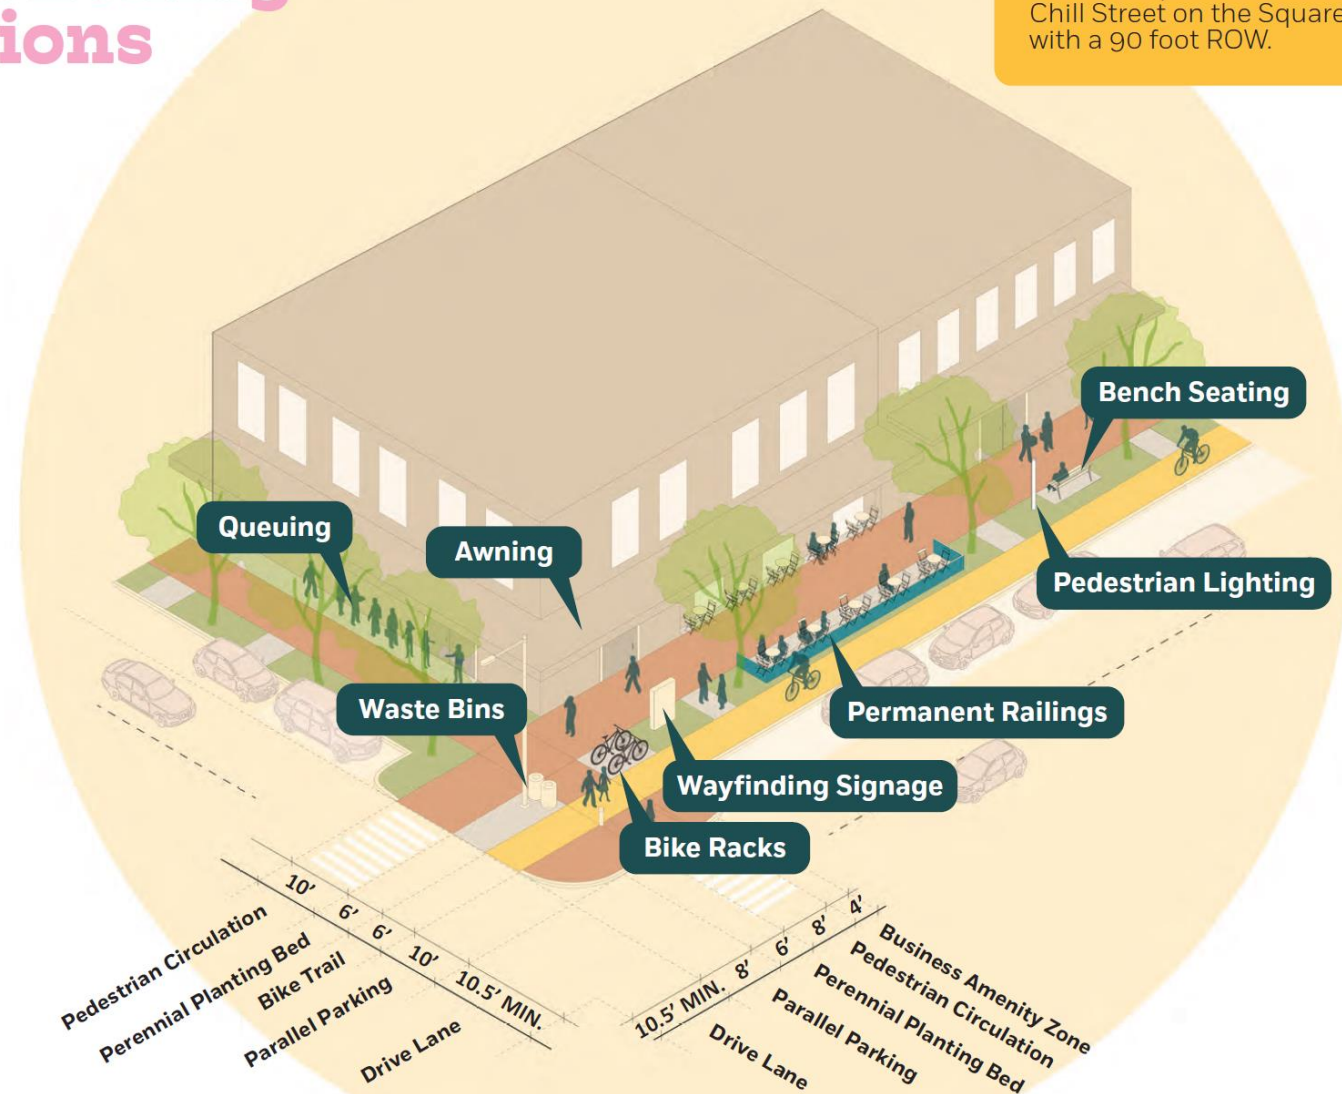 ions
Chill Street on the Square
with a 90 foot ROW.
Bench Seating
Queuing
Awning
Pedestrian Lighting
Waste Bins
Permanent Railings
Wayfinding Signage
Bike Racks
10'
6'
6'
10'
10.5' MIN.
Pedestrian Circulation
Perennial Planting Bed
Bike Trail
Parallel Parking
Drive Lane
10.5' MIN.
8'
6'
8'
4'
Drive Lane
Parallel Parking
Perennial Planting Bed
Pedestrian Circulation
Business Amenity Zone